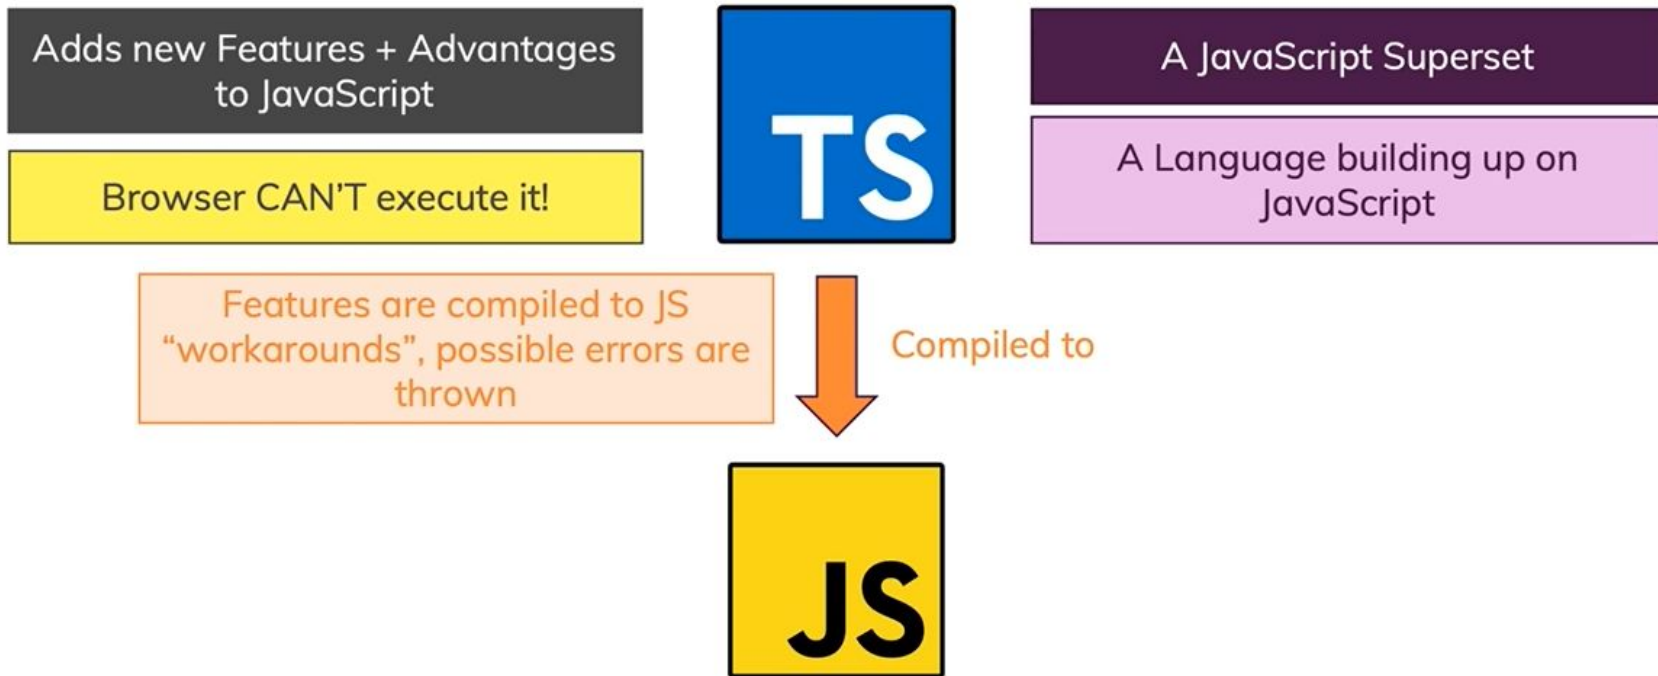 Adds new Features + Advantages
to JavaScript
Browser CAN'T execute it!
TS
A JavaScript Superset
A Language building up on
JavaScript
Features are compiled to JS
“workarounds”, possible errors are
thrown
Compiled to
JS